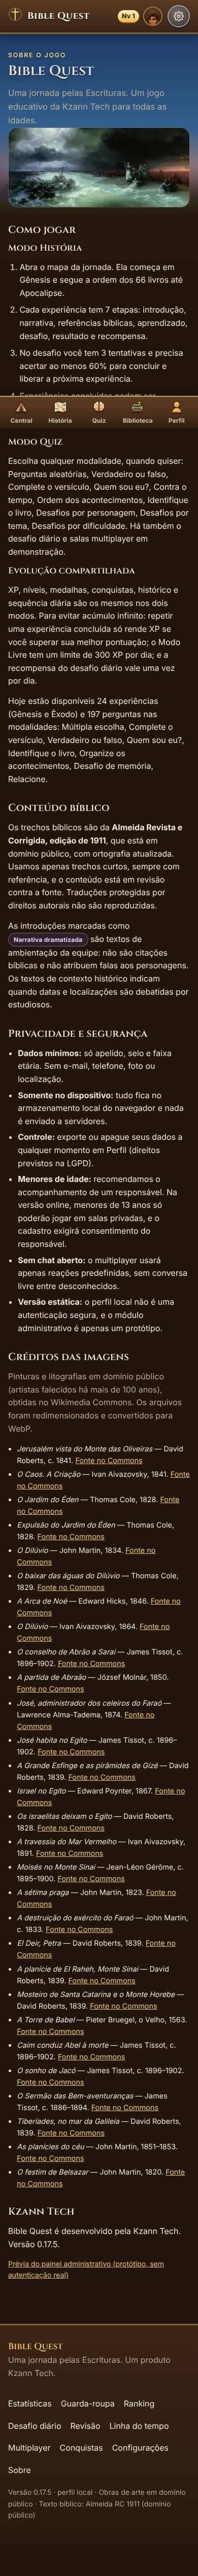 Bible Quest
Nv 1
SOBRE O JOGO
Bible Quest
Uma jornada pelas Escrituras. Um jogo
educativo da Kzann Tech para todas as
idades.
Como jogar
Modo História
1. Abra o mapa da jornada. Ela começa em
Gênesis e segue a ordem dos 66 livros até
Apocalipse.
2. Cada experiência tem 7 etapas: introdução,
narrativa, referências bíblicas, aprendizado,
desafio, resultado e recompensa.
3. No desafio você tem 3 tentativas e precisa
acertar ao menos 60% para concluir e
liberar a próxima experiência.
Central
História
Quiz
Biblioteca
Perfil
Modo Quiz
Escolha qualquer modalidade, quando quiser:
Perguntas aleatórias, Verdadeiro ou falso,
Complete o versículo, Quem sou eu?, Contra o
tempo, Ordem dos acontecimentos, Identifique
o livro, Desafios por personagem, Desafios por
tema, Desafios por dificuldade. Há também o
desafio diário e salas multiplayer em
demonstração.
Evolução compartilhada
XP, níveis, medalhas, conquistas, histórico e
sequência diária são os mesmos nos dois
modos. Para evitar acúmulo infinito: repetir
uma experiência concluída só rende XP se
você superar sua melhor pontuação; o Modo
Livre tem um limite de 300 XP por dia; e a
recompensa do desafio diário vale uma vez
por dia.
Hoje estão disponíveis 24 experiências
(Gênesis e Êxodo) e 197 perguntas nas
modalidades: Múltipla escolha, Complete o
versículo, Verdadeiro ou falso, Quem sou eu?,
Identifique o livro, Organize os
acontecimentos, Desafio de memória,
Relacione.
Conteúdo bíblico
Os trechos bíblicos são da Almeida Revista e
Corrigida, edição de 1911, que está em
domínio público, com ortografia atualizada.
Usamos apenas trechos curtos, sempre com
referência, e o conteúdo está em revisão
contra a fonte. Traduções protegidas por
direitos autorais não são reproduzidas.
As introduções marcadas como
Narrativa dramatizada são textos de
ambientação da equipe: não são citações
bíblicas e não atribuem falas aos personagens.
Os textos de contexto histórico indicam
quando datas e localizações são debatidas por
estudiosos.
Privacidade e segurança
• Dados mínimos: só apelido, selo e faixa
etária. Sem e-mail, telefone, foto ou
localização.
• Somente no dispositivo: tudo fica no
armazenamento local do navegador e nada
é enviado a servidores.
• Controle: exporte ou apague seus dados a
qualquer momento em Perfil (direitos
previstos na LGPD).
• Menores de idade: recomendamos o
acompanhamento de um responsável. Na
versão online, menores de 13 anos só
poderão jogar em salas privadas, e o
cadastro exigirá consentimento do
responsável.
• Sem chat aberto: o multiplayer usará
apenas reações predefinidas, sem conversa
livre entre desconhecidos.
• Versão estática: o perfil local não é uma
autenticação segura, e o módulo
administrativo é apenas um protótipo.
Créditos das imagens
Pinturas e litografias em domínio público
(artistas falecidos há mais de 100 anos),
obtidas no Wikimedia Commons. Os arquivos
foram redimensionados e convertidos para
WebP.
• Jerusalém vista do Monte das Oliveiras — David
Roberts, c. 1841. Fonte no Commons
• O Caos. A Criação — Ivan Aivazovsky, 1841. Fonte
no Commons
• O Jardim do Éden — Thomas Cole, 1828. Fonte
no Commons
• Expulsão do Jardim do Éden — Thomas Cole,
1828. Fonte no Commons
• O Dilúvio — John Martin, 1834. Fonte no
Commons
• O baixar das águas do Dilúvio — Thomas Cole,
1829. Fonte no Commons
• A Arca de Noé — Edward Hicks, 1846. Fonte no
Commons
• O Dilúvio — Ivan Aivazovsky, 1864. Fonte no
Commons
• O conselho de Abrão a Sarai — James Tissot, c.
1896–1902. Fonte no Commons
• A partida de Abraão — József Molnár, 1850.
Fonte no Commons
• José, administrador dos celeiros do Faraó —
Lawrence Alma-Tadema, 1874. Fonte no
Commons
• José habita no Egito — James Tissot, c. 1896–
1902. Fonte no Commons
• A Grande Esfinge e as pirâmides de Gizé — David
Roberts, 1839. Fonte no Commons
• Israel no Egito — Edward Poynter, 1867. Fonte no
Commons
• Os israelitas deixam o Egito — David Roberts,
1828. Fonte no Commons
• A travessia do Mar Vermelho — Ivan Aivazovsky,
1891. Fonte no Commons
• Moisés no Monte Sinai — Jean-Léon Gérôme, c.
1895–1900. Fonte no Commons
• A sétima praga — John Martin, 1823. Fonte no
Commons
• A destruição do exército do Faraó — John Martin,
c. 1833. Fonte no Commons
• El Deir, Petra — David Roberts, 1839. Fonte no
Commons
• A planície de El Raheh, Monte Sinai — David
Roberts, 1839. Fonte no Commons
• Mosteiro de Santa Catarina e o Monte Horebe —
David Roberts, 1839. Fonte no Commons
• A Torre de Babel — Pieter Bruegel, o Velho, 1563.
Fonte no Commons
• Caim conduz Abel à morte — James Tissot, c.
1896–1902. Fonte no Commons
• O sonho de Jacó — James Tissot, c. 1896–1902.
Fonte no Commons
• O Sermão das Bem-aventuranças — James
Tissot, c. 1886–1894. Fonte no Commons
• Tiberíades, no mar da Galileia — David Roberts,
1839. Fonte no Commons
• As planícies do céu — John Martin, 1851–1853.
Fonte no Commons
• O festim de Belsazar — John Martin, 1820. Fonte
no Commons
Kzann Tech
Bible Quest é desenvolvido pela Kzann Tech.
Versão 0.17.5.
Prévia do painel administrativo (protótipo, sem
autenticação real)
Bible Quest
Uma jornada pelas Escrituras. Um produto
Kzann Tech.
Estatísticas Guarda-roupa Ranking
Desafio diário Revisão Linha do tempo
Multiplayer Conquistas Configurações
Sobre
Versão 0.17.5 · perfil local · Obras de arte em domínio
público · Texto bíblico: Almeida RC 1911 (domínio
público)